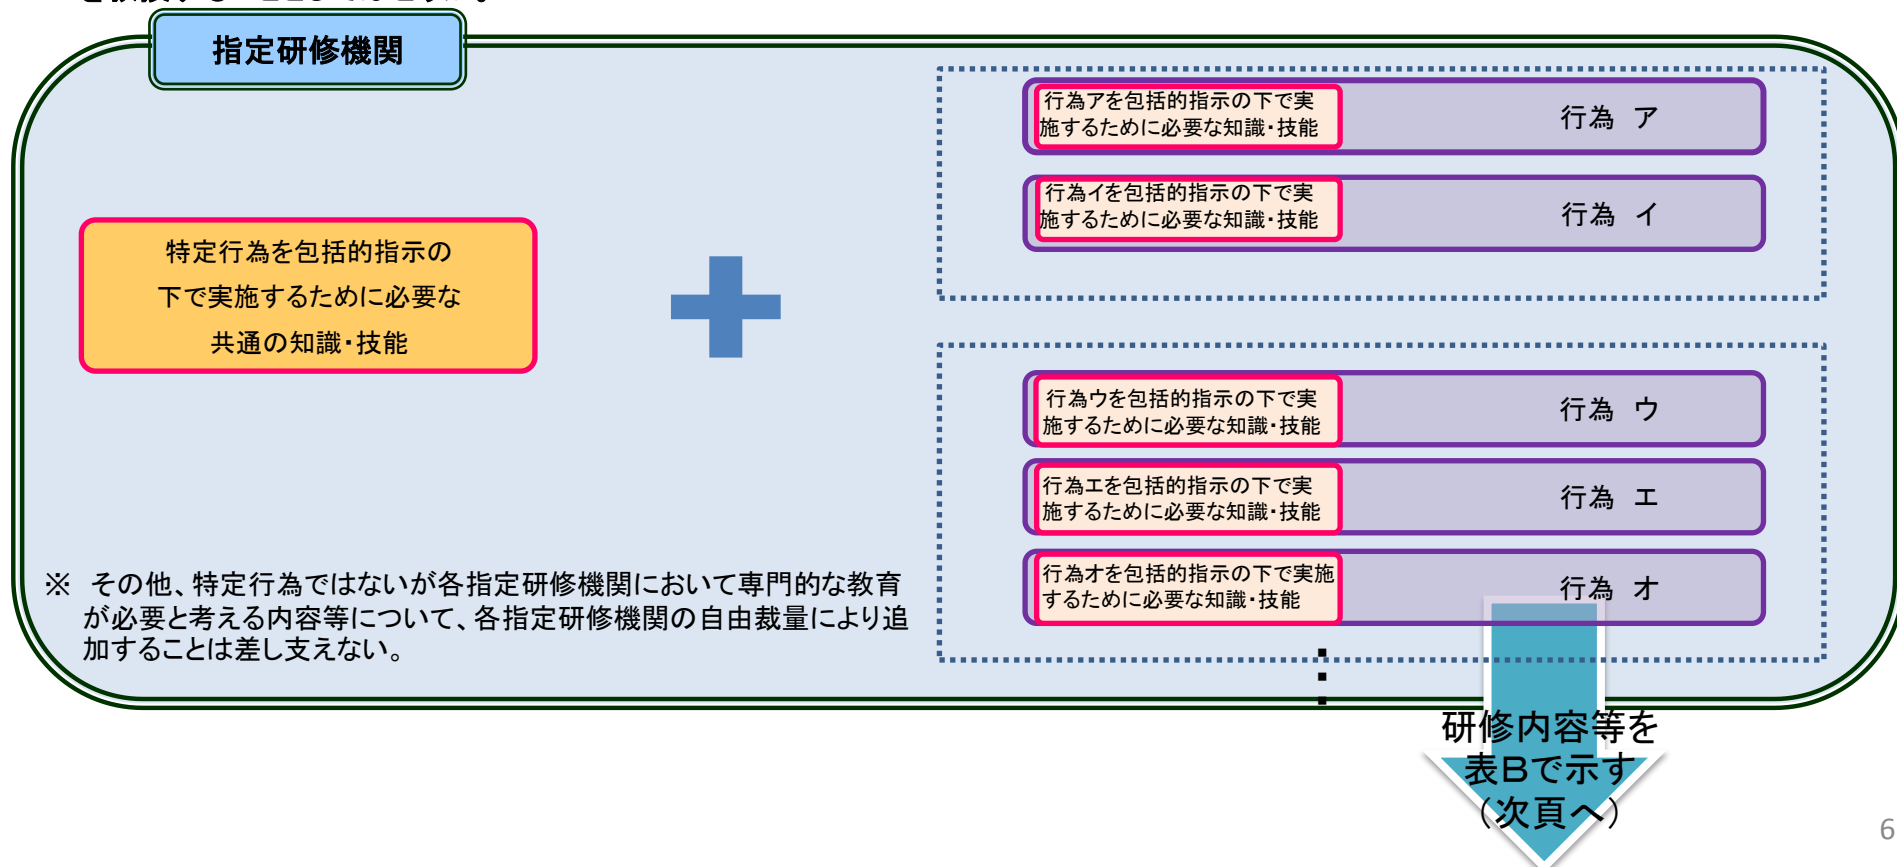 指定研修機関
特定行為を包括的指示の
下で実施するために必要な
共通の知識・技能
行為アを包括的指示の下で実
施するために必要な知識・技能
行為 ア
行為イを包括的指示の下で実
施するために必要な知識・技能
行為 イ
行為ウを包括的指示の下で実
施するために必要な知識・技能
行為 ウ
行為エを包括的指示の下で実
施するために必要な知識・技能
行為 エ
行為オを包括的指示の下で実施
するために必要な知識・技能
行為 オ
※ その他、特定行為ではないが各指定研修機関において専門的な教育
が必要と考える内容等について、各指定研修機関の自由裁量により追
加することは差し支えない。
研修内容等を
表Bで示す
（次頁へ）
6